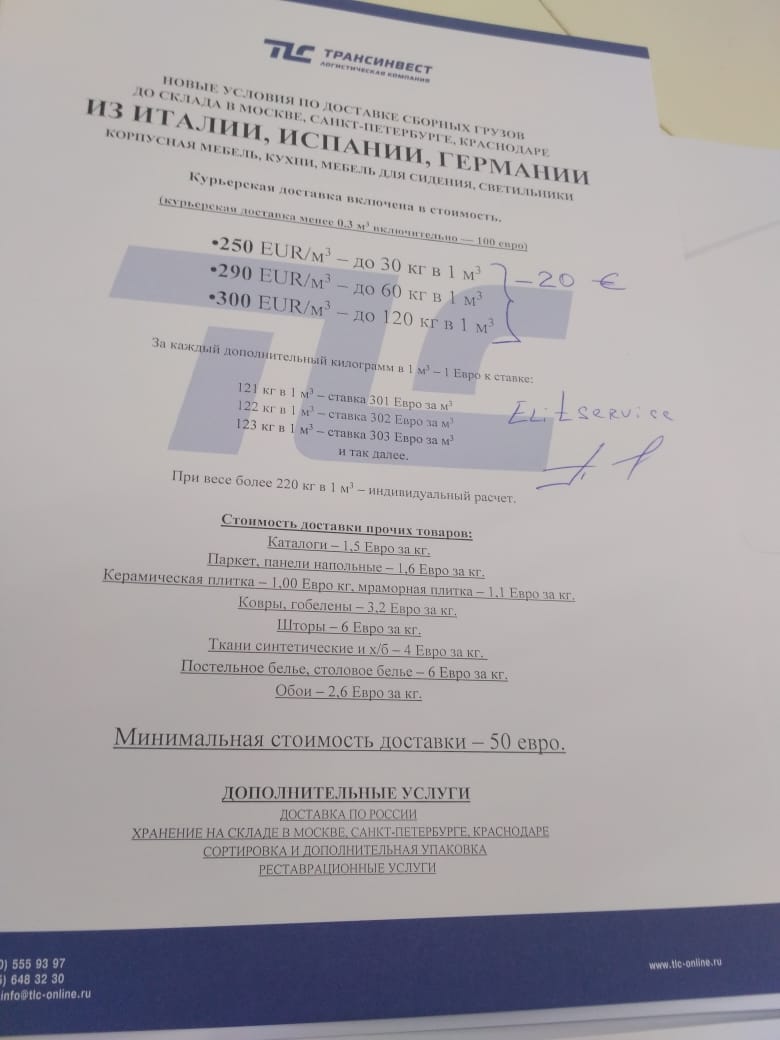 TLC ТРАНСИНВЕСТ
ЛОГИСТИЧЕСКАЯ КОМПАНИЯ
НОВЫЕ УСЛОВИЯ ПО ДОСТАВКЕ СБОРНЫХ ГРУЗОВ
ДО СКЛАДА В МОСКВЕ, САНКТ-ПЕТЕРБУРГЕ, КРАСНОДАРЕ
ИЗ ИТАЛИИ, ИСПАНИИ, ГЕРМАНИИ
КОРПУСНАЯ МЕБЕЛЬ, КУХНИ, МЕБЕЛЬ ДЛЯ СИДЕНИЯ, СВЕТИЛЬНИКИ
Курьерская доставка включена в стоимость.
(курьерская доставка менее 0.3 м³ включительно — 100 евро)
•250 EUR/м³ – до 30 кг в 1 м³
•290 EUR/м³ – до 60 кг в 1 м³
•300 EUR/м³ – до 120 кг в 1 м³
– 20 €
За каждый дополнительный килограмм в 1 м³ – 1 Евро к ставке:
121 кг в 1 м³ – ставка 301 Евро за м³
122 кг в 1 м³ – ставка 302 Евро за м³
123 кг в 1 м³ – ставка 303 Евро за м³
и так далее.
Elitservice
При весе более 220 кг в 1 м³ – индивидуальный расчет.
Стоимость доставки прочих товаров:
Каталоги – 1,5 Евро за кг.
Паркет, панели напольные – 1,6 Евро за кг.
Керамическая плитка – 1,00 Евро кг, мраморная плитка – 1,1 Евро за кг.
Ковры, гобелены – 3,2 Евро за кг.
Шторы – 6 Евро за кг.
Ткани синтетические и х/б – 4 Евро за кг.
Постельное белье, столовое белье – 6 Евро за кг.
Обои – 2,6 Евро за кг.
Минимальная стоимость доставки – 50 евро.
ДОПОЛНИТЕЛЬНЫЕ УСЛУГИ
ДОСТАВКА ПО РОССИИ
ХРАНЕНИЕ НА СКЛАДЕ В МОСКВЕ, САНКТ-ПЕТЕРБУРГЕ, КРАСНОДАРЕ
СОРТИРОВКА И ДОПОЛНИТЕЛЬНАЯ УПАКОВКА
РЕСТАВРАЦИОННЫЕ УСЛУГИ
0) 555 93 97
5) 648 32 30
info@tlc-online.ru
www.tlc-online.ru